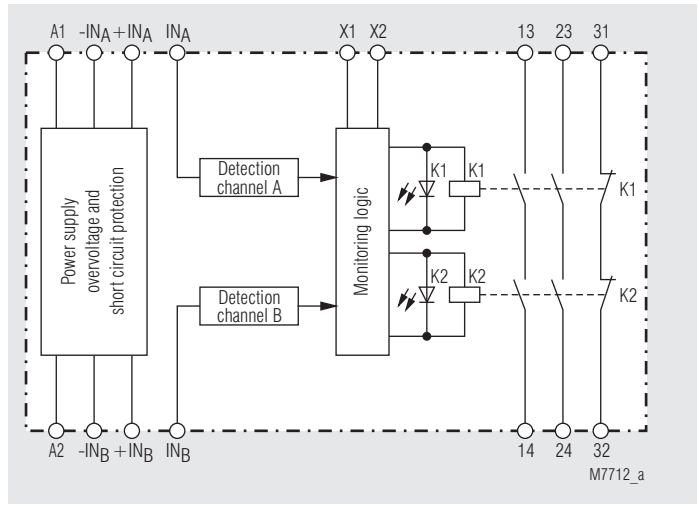 A1 -INA +INA INA X1 X2 13 23 31
Power supply
overvoltage and
short circuit protection
Detection
channel A
Monitoring logic
K1 K1 K1
Detection
channel B
K2 K2 K2
A2 -INB +INB INB 14 24 32
M7712_a